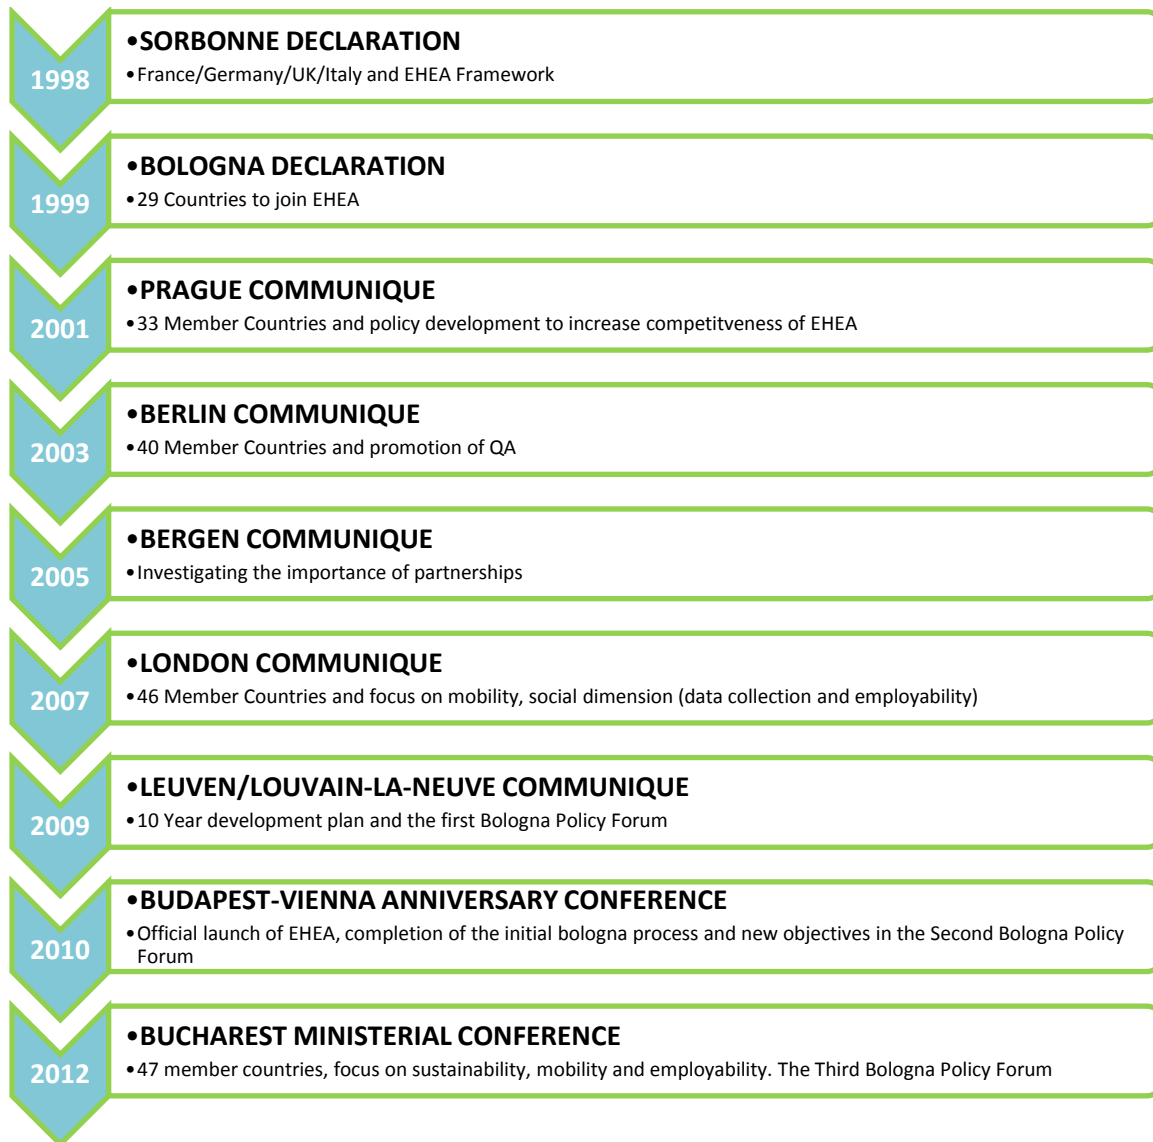 1998
•SORBONNE DECLARATION
•France/Germany/UK/Italy and EHEA Framework
1999
•BOLOGNA DECLARATION
•29 Countries to join EHEA
2001
•PRAGUE COMMUNIQUE
•33 Member Countries and policy development to increase competitveness of EHEA
2003
•BERLIN COMMUNIQUE
•40 Member Countries and promotion of QA
2005
•BERGEN COMMUNIQUE
•Investigating the importance of partnerships
2007
•LONDON COMMUNIQUE
•46 Member Countries and focus on mobility, social dimension (data collection and employability)
2009
•LEUVEN/LOUVAIN-LA-NEUVE COMMUNIQUE
•10 Year development plan and the first Bologna Policy Forum
2010
•BUDAPEST-VIENNA ANNIVERSARY CONFERENCE
•Official launch of EHEA, completion of the initial bologna process and new objectives in the Second Bologna Policy
Forum
2012
•BUCHAREST MINISTERIAL CONFERENCE
•47 member countries, focus on sustainability, mobility and employability. The Third Bologna Policy Forum